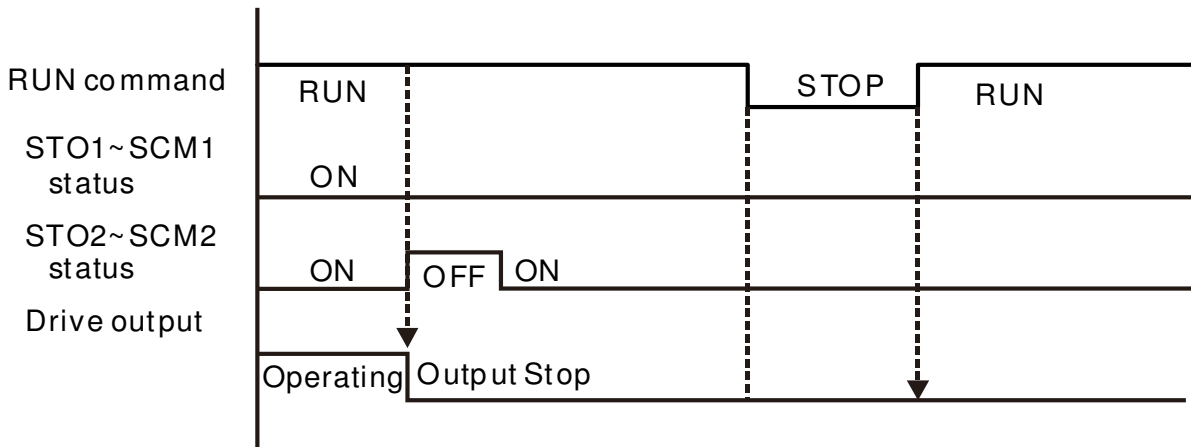 RUN command
RUN
STOP
RUN
STO1~SCM1
status
ON
STO2~SCM2
status
ON
OFF
ON
Drive output
Operating
Output Stop